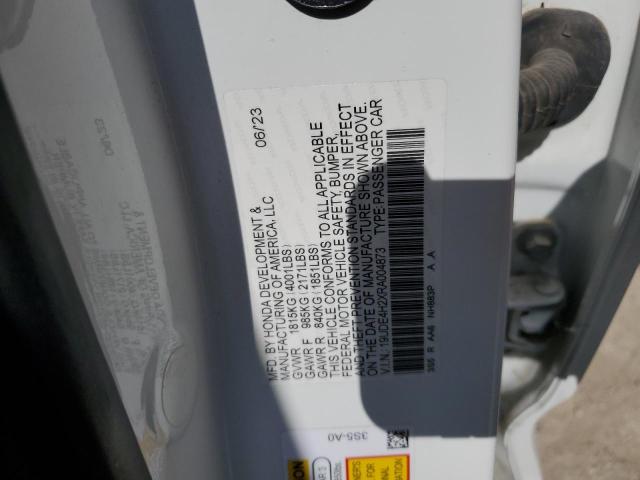 MFD. BY HONDA DEVELOPMENT & 06/23
MANUFACTURING OF AMERICA, LLC
GVWR 1815KG (4001LBS)
GAWR F 985KG (2171LBS)
GAWR R 840KG (1851LBS)
THIS VEHICLE CONFORMS TO ALL APPLICABLE
FEDERAL MOTOR VEHICLE SAFETY, BUMPER,
AND THEFT PREVENTION STANDARDS IN EFFECT
ON THE DATE OF MANUFACTURE SHOWN ABOVE.
V.I.N. 19UDE4H2XRA004873 TYPE:PASSENGER CAR
3S5 R AA6 NH883P A A
3S5-A0